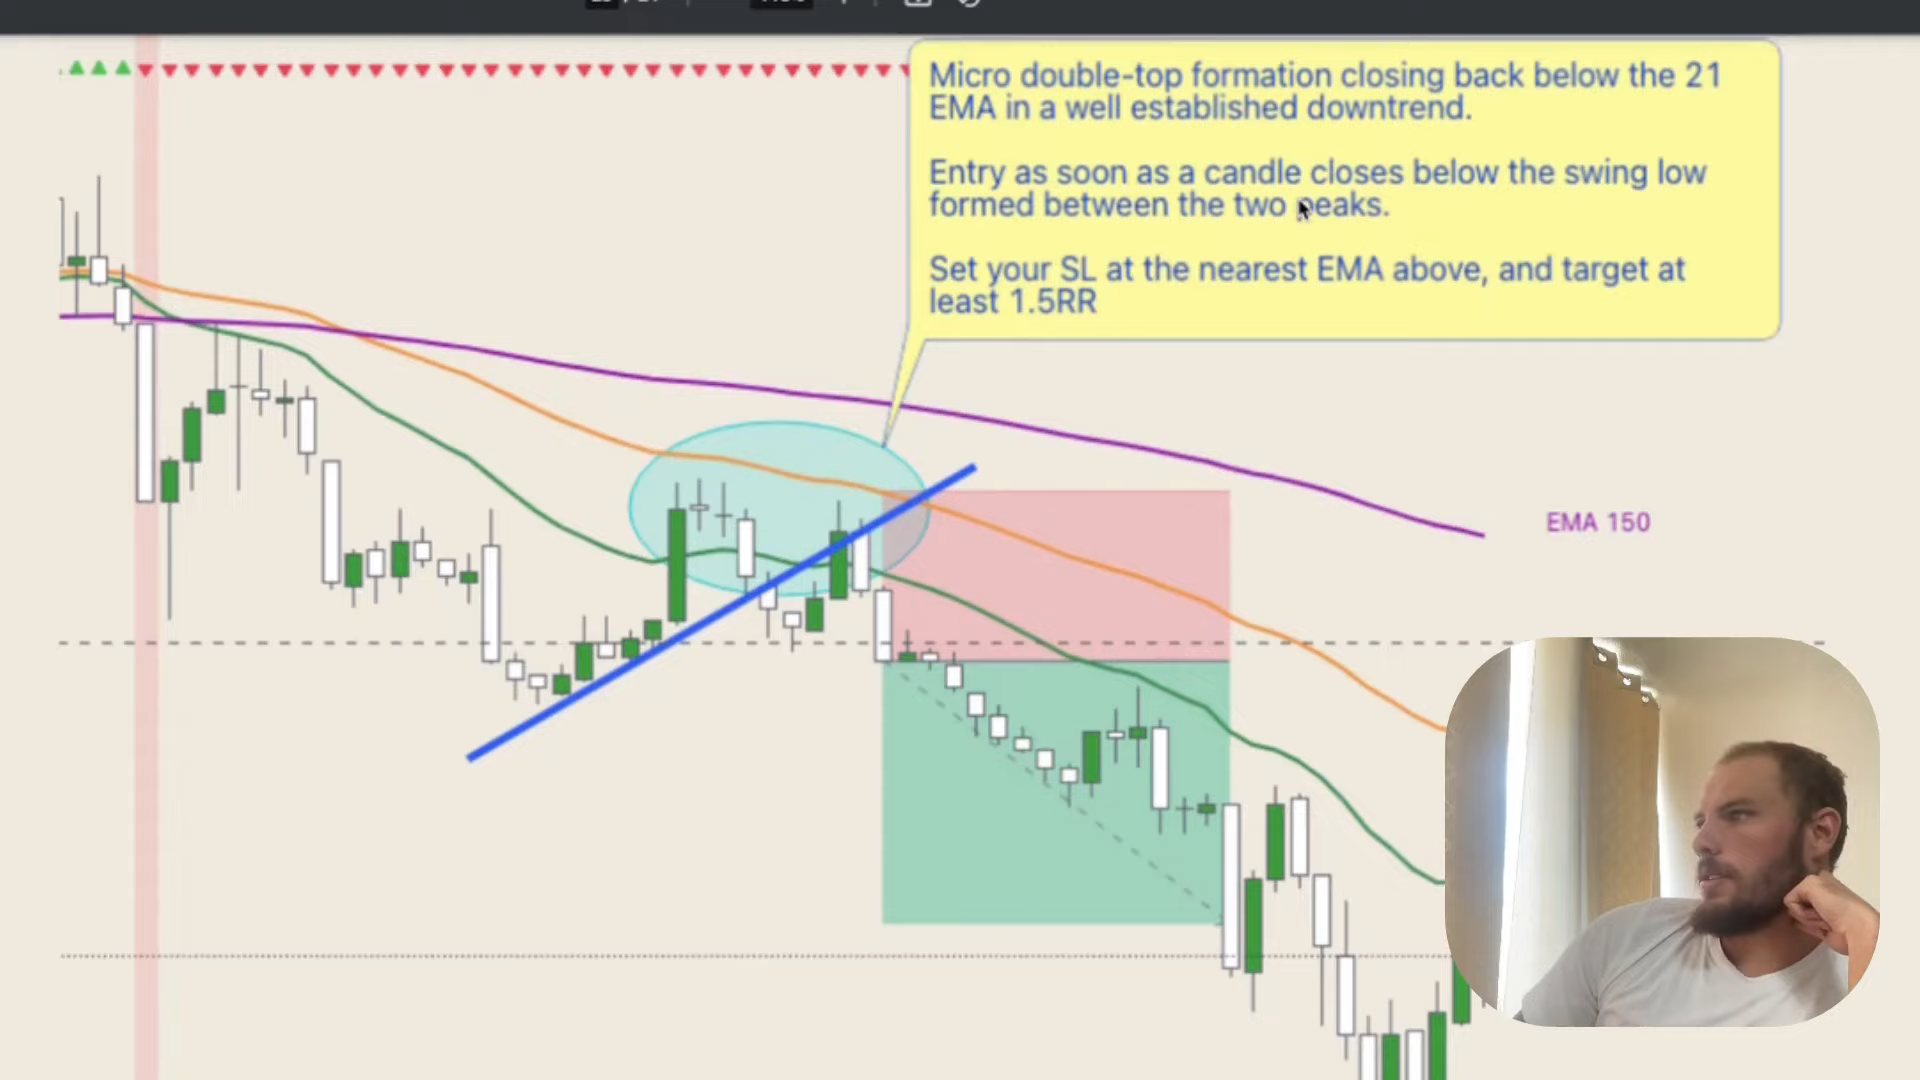 Micro double-top formation closing back below the 21
EMA in a well established downtrend.
Entry as soon as a candle closes below the swing low
formed between the two peaks.
Set your SL at the nearest EMA above, and target at
least 1.5RR
EMA 150